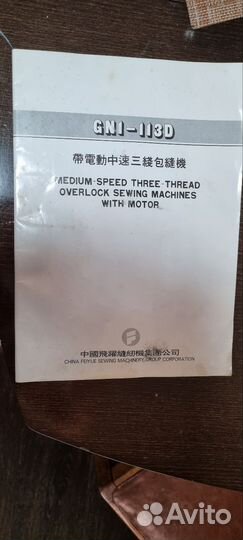 GN1-113D
帶電動中速三綫包縫機
MEDIUM-SPEED THREE-THREAD
OVERLOCK SEWING MACHINES
WITH MOTOR
中國飛躍縫紉機集團公司
CHINA FEIYUE SEWING MACHINERY GROUP CORPORATION
Avito